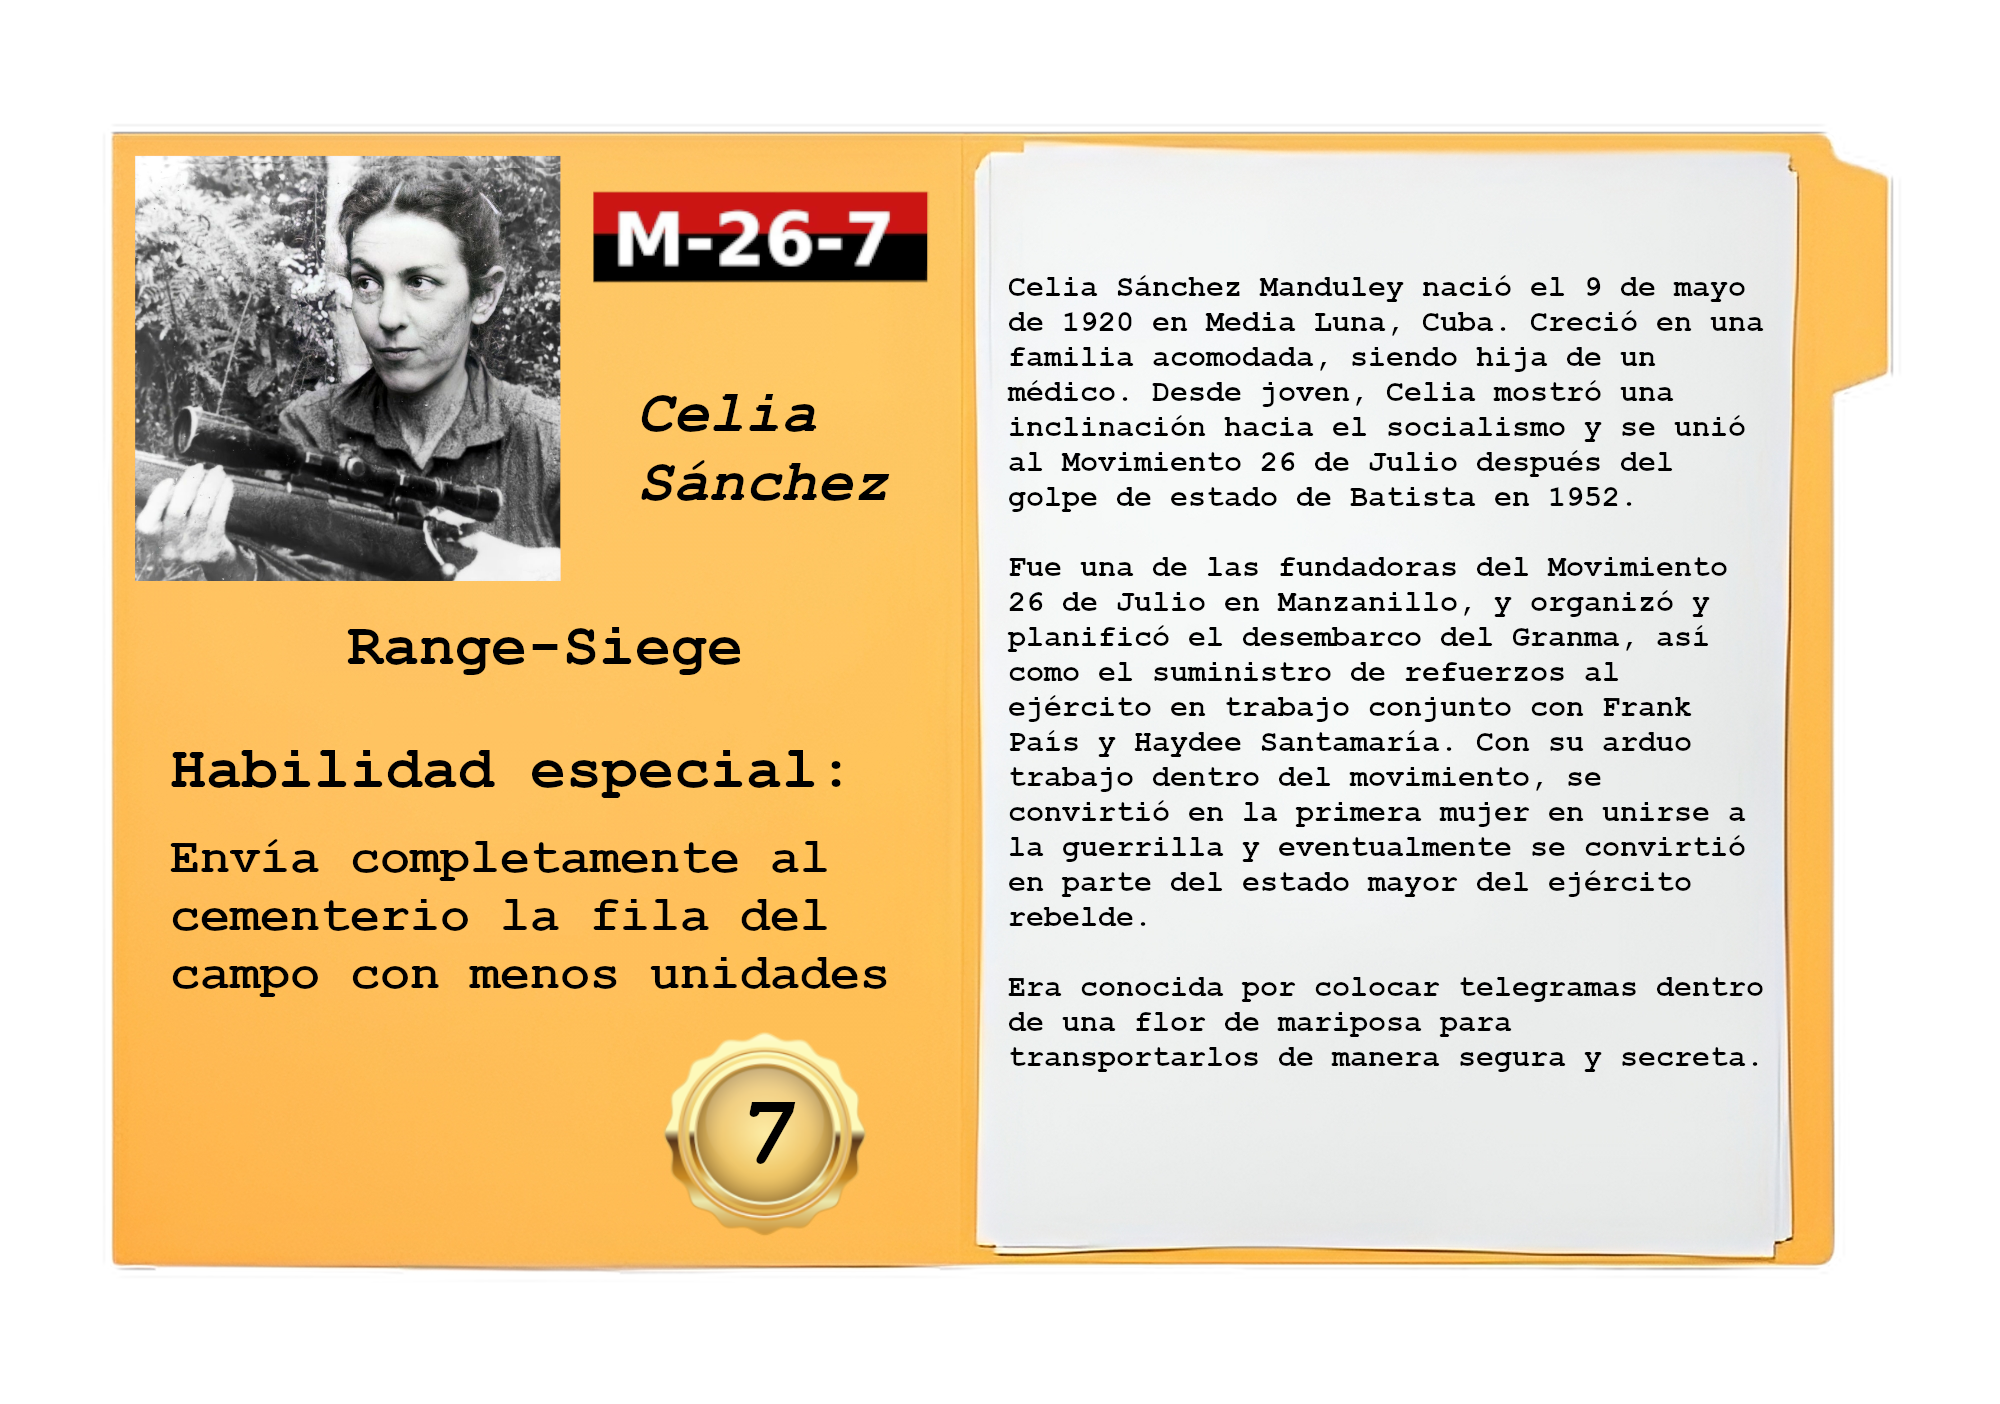 M-26-7
Celia
Sánchez
Range-Siege
Habilidad especial:
Envía completamente al
cementerio la fila del
campo con menos unidades
7
Celia Sánchez Manduley nació el 9 de mayo
de 1920 en Media Luna, Cuba. Creció en una
familia acomodada, siendo hija de un
médico. Desde joven, Celia mostró una
inclinación hacia el socialismo y se unió
al Movimiento 26 de Julio después del
golpe de estado de Batista en 1952.
Fue una de las fundadoras del Movimiento
26 de Julio en Manzanillo, y organizó y
planificó el desembarco del Granma, así
como el suministro de refuerzos al
ejército en trabajo conjunto con Frank
País y Haydee Santamaría. Con su arduo
trabajo dentro del movimiento, se
convirtió en la primera mujer en unirse a
la guerrilla y eventualmente se convirtió
en parte del estado mayor del ejército
rebelde.
Era conocida por colocar telegramas dentro
de una flor de mariposa para
transportarlos de manera segura y secreta.